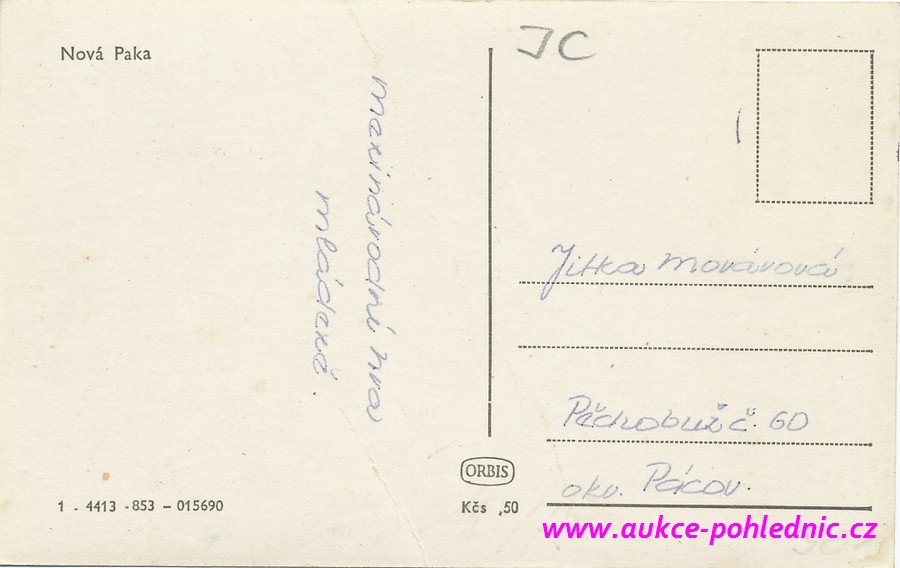 Nová Paka
JC
mezinárodní hra
mládeže.
Jitka Moravová
Pěchobuž č. 60
okr. Pacov.
ORBIS
1 - 4413 - 853 – 015690
Kčs ,50
www.aukce-pohlednic.cz